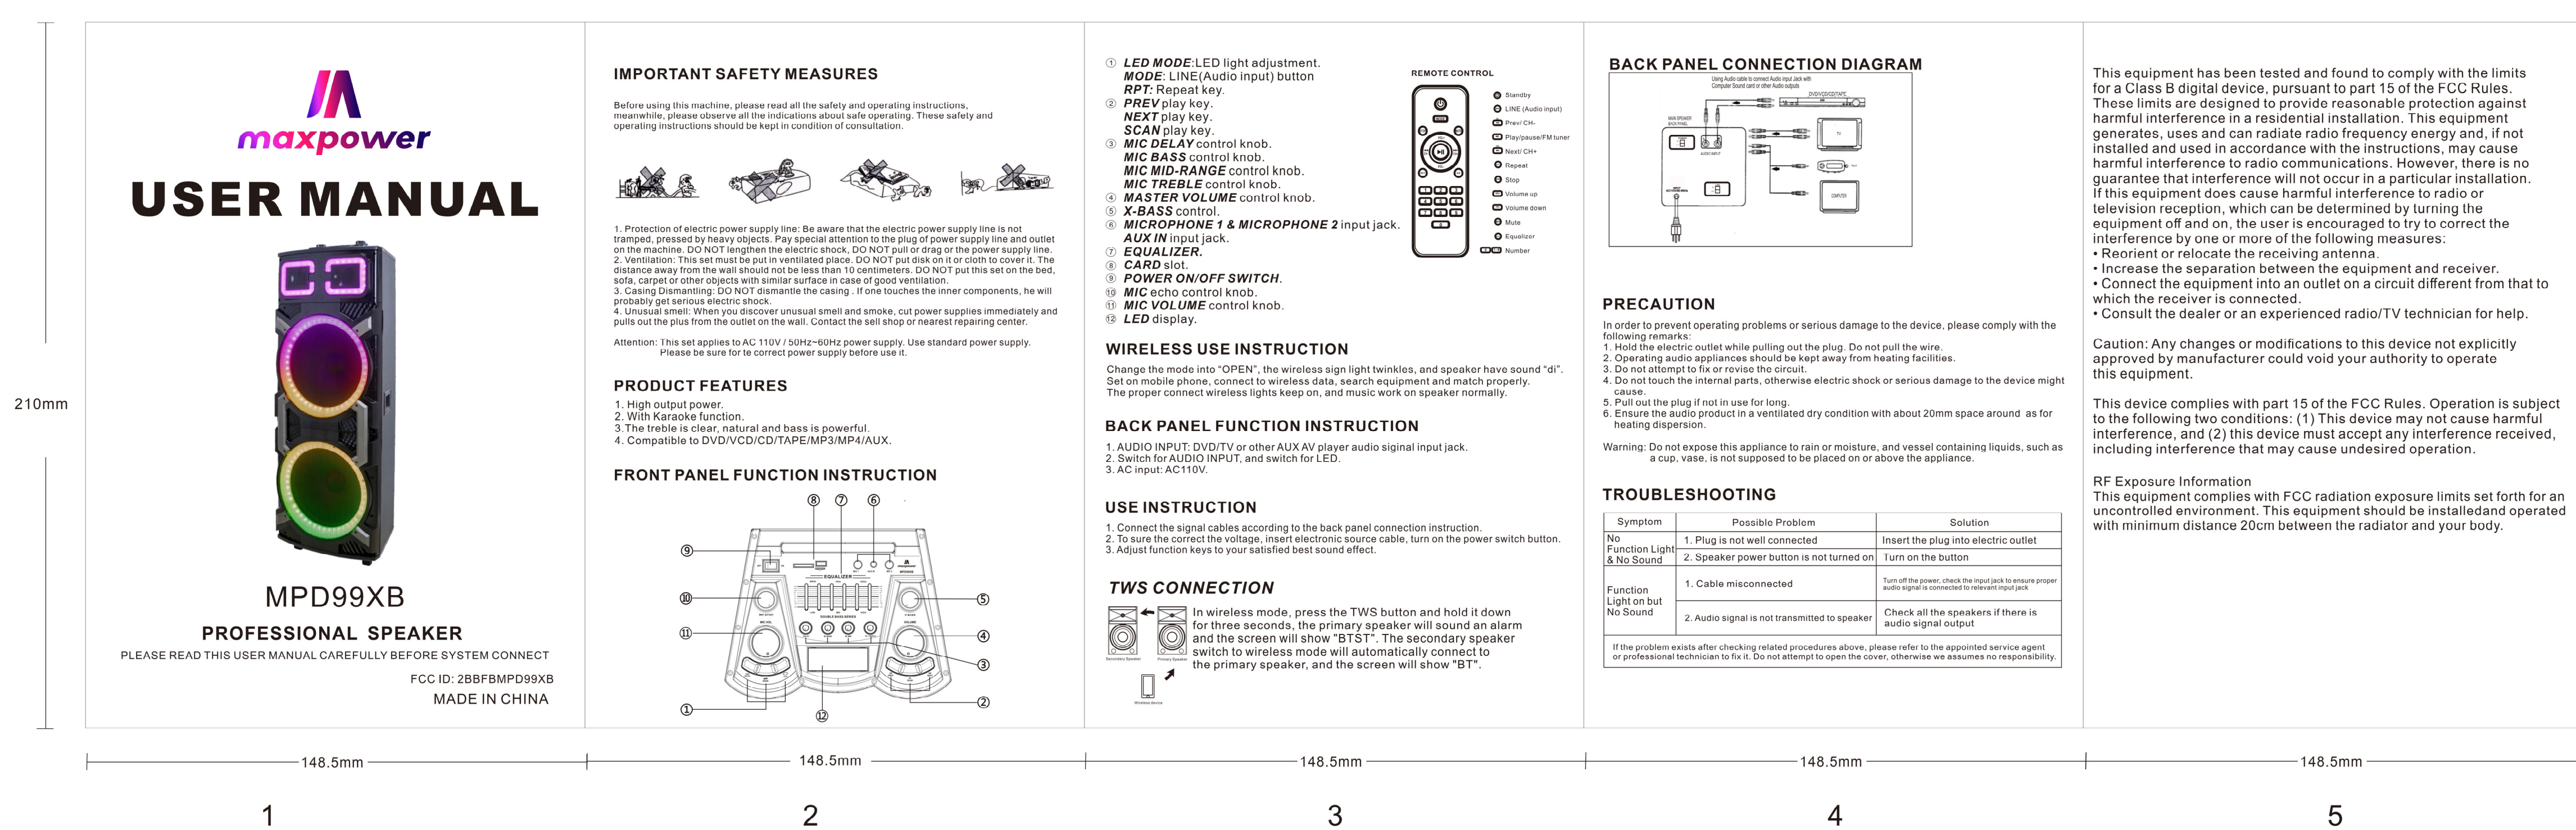 210mm
maxpower
USER MANUAL
MPD99XB
PROFESSIONAL SPEAKER
PLEASE READ THIS USER MANUAL CAREFULLY BEFORE SYSTEM CONNECT
FCC ID: 2BBFBMPD99XB
MADE IN CHINA
148.5mm
1
IMPORTANT SAFETY MEASURES
Before using this machine, please read all the safety and operating instructions,
meanwhile, please observe all the indications about safe operating. These safety and
operating instructions should be kept in condition of consultation.
1. Protection of electric power supply line: Be aware that the electric power supply line is not
tramped, pressed by heavy objects. Pay special attention to the plug of power supply line and outlet
on the machine. DO NOT lengthen the electric shock, DO NOT pull or drag or the power supply line.
2. Ventilation: This set must be put in ventilated place. DO NOT put disk on it or cloth to cover it. The
distance away from the wall should not be less than 10 centimeters. DO NOT put this set on the bed,
sofa, carpet or other objects with similar surface in case of good ventilation.
3. Casing Dismantling: DO NOT dismantle the casing . If one touches the inner components, he will
probably get serious electric shock.
4. Unusual smell: When you discover unusual smell and smoke, cut power supplies immediately and
pulls out the plus from the outlet on the wall. Contact the sell shop or nearest repairing center.
Attention: This set applies to AC 110V / 50Hz~60Hz power supply. Use standard power supply.
Please be sure for te correct power supply before use it.
PRODUCT FEATURES
1. High output power.
2. With Karaoke function.
3.The treble is clear, natural and bass is powerful.
4. Compatible to DVD/VCD/CD/TAPE/MP3/MP4/AUX.
FRONT PANEL FUNCTION INSTRUCTION
⑧ ⑦ ⑥
⑨
maxpower
EQUALIZER
⑩
⑤
DOUBLE BASS SERIES
MIC VOL
VOLUME
⑪
④
③
①
⑫
②
148.5mm
2
① LED MODE:LED light adjustment.
MODE: LINE(Audio input) button
RPT: Repeat key.
② PREV play key.
NEXT play key.
SCAN play key.
③ MIC DELAY control knob.
MIC BASS control knob.
MIC MID-RANGE control knob.
MIC TREBLE control knob.
④ MASTER VOLUME control knob.
⑤ X-BASS control.
⑥ MICROPHONE 1 & MICROPHONE 2 input jack.
AUX IN input jack.
⑦ EQUALIZER.
⑧ CARD slot.
⑨ POWER ON/OFF SWITCH.
⑩ MIC echo control knob.
⑪ MIC VOLUME control knob.
⑫ LED display.
REMOTE CONTROL
Standby
LINE (Audio input)
Prev/ CH-
Play/pause/FM tuner
Next/ CH+
Repeat
Stop
Volume up
Volume down
Mute
Equalizer
Number
WIRELESS USE INSTRUCTION
Change the mode into “OPEN”, the wireless sign light twinkles, and speaker have sound “di”.
Set on mobile phone, connect to wireless data, search equipment and match properly.
The proper connect wireless lights keep on, and music work on speaker normally.
BACK PANEL FUNCTION INSTRUCTION
1. AUDIO INPUT: DVD/TV or other AUX AV player audio siginal input jack.
2. Switch for AUDIO INPUT, and switch for LED.
3. AC input: AC110V.
USE INSTRUCTION
1. Connect the signal cables according to the back panel connection instruction.
2. To sure the correct the voltage, insert electronic source cable, turn on the power switch button.
3. Adjust function keys to your satisfied best sound effect.
TWS CONNECTION
In wireless mode, press the TWS button and hold it down
for three seconds, the primary speaker will sound an alarm
and the screen will show "BTST". The secondary speaker
switch to wireless mode will automatically connect to
the primary speaker, and the screen will show "BT".
Secondary Speaker
Primary Speaker
Wireless device
148.5mm
3
BACK PANEL CONNECTION DIAGRAM
Using Audio cable to connect Audio input Jack with
Computer Sound card or other Audio outputs
DVD/VCD/CD/TAPE
MAIN SPEAKER
BACK PANEL
AUDIO INPUT
TV
COMPUTER
PRECAUTION
In order to prevent operating problems or serious damage to the device, please comply with the
following remarks:
1. Hold the electric outlet while pulling out the plug. Do not pull the wire.
2. Operating audio appliances should be kept away from heating facilities.
3. Do not attempt to fix or revise the circuit.
4. Do not touch the internal parts, otherwise electric shock or serious damage to the device might
cause.
5. Pull out the plug if not in use for long.
6. Ensure the audio product in a ventilated dry condition with about 20mm space around as for
heating dispersion.
Warning: Do not expose this appliance to rain or moisture, and vessel containing liquids, such as
a cup, vase, is not supposed to be placed on or above the appliance.
TROUBLESHOOTING
Symptom Possible Problem Solution
No
Function Light
& No Sound
1. Plug is not well connected Insert the plug into electric outlet
2. Speaker power button is not turned on Turn on the button
Function
Light on but
No Sound
1. Cable misconnected
Turn off the power, check the input jack to ensure proper
audio signal is connected to relevant input jack
2. Audio signal is not transmitted to speaker
Check all the speakers if there is
audio signal output
If the problem exists after checking related procedures above, please refer to the appointed service agent
or professional technician to fix it. Do not attempt to open the cover, otherwise we assumes no responsibility.
148.5mm
4
This equipment has been tested and found to comply with the limits
for a Class B digital device, pursuant to part 15 of the FCC Rules.
These limits are designed to provide reasonable protection against
harmful interference in a residential installation. This equipment
generates, uses and can radiate radio frequency energy and, if not
installed and used in accordance with the instructions, may cause
harmful interference to radio communications. However, there is no
guarantee that interference will not occur in a particular installation.
If this equipment does cause harmful interference to radio or
television reception, which can be determined by turning the
equipment off and on, the user is encouraged to try to correct the
interference by one or more of the following measures:
• Reorient or relocate the receiving antenna.
• Increase the separation between the equipment and receiver.
• Connect the equipment into an outlet on a circuit different from that to
which the receiver is connected.
• Consult the dealer or an experienced radio/TV technician for help.
Caution: Any changes or modifications to this device not explicitly
approved by manufacturer could void your authority to operate
this equipment.
This device complies with part 15 of the FCC Rules. Operation is subject
to the following two conditions: (1) This device may not cause harmful
interference, and (2) this device must accept any interference received,
including interference that may cause undesired operation.
RF Exposure Information
This equipment complies with FCC radiation exposure limits set forth for an
uncontrolled environment. This equipment should be installedand operated
with minimum distance 20cm between the radiator and your body.
148.5mm
5